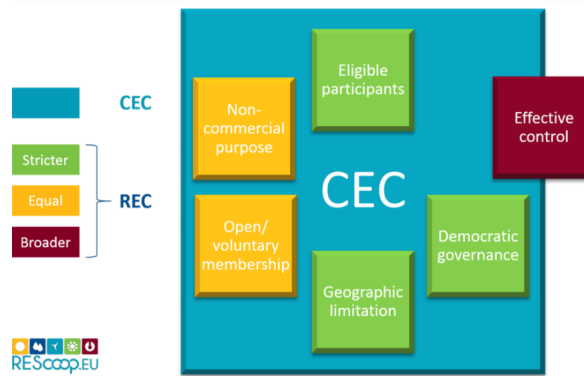 CEC
Stricter
Equal
Broader
REC
Eligible
participants
Non-
commercial
purpose
Effective
control
CEC
Open/
voluntary
membership
Democratic
governance
Geographic
limitation
REScoop.EU